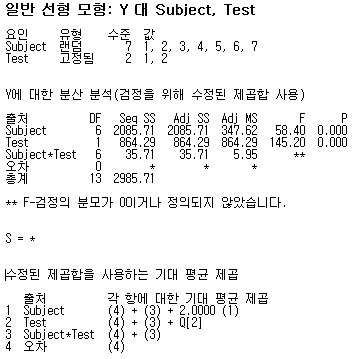 일반 선형 모형: Y 대 Subject, Test
요인 유형 수준 값
Subject 랜덤 7 1, 2, 3, 4, 5, 6, 7
Test 고정됨 2 1, 2
Y에 대한 분산 분석(검정을 위해 수정된 제곱합 사용)
출처 DF Seq SS Adj SS Adj MS F P
Subject 6 2085.71 2085.71 347.62 58.40 0.000
Test 1 864.29 864.29 864.29 145.20 0.000
Subject*Test 6 35.71 35.71 5.95 **
오차 0 * * *
총계 13 2985.71
** F-검정의 분모가 0이거나 정의되지 않았습니다.
S = *
수정된 제곱합을 사용하는 기대 평균 제곱
출처 각 항에 대한 기대 평균 제곱
1 Subject (4) + (3) + 2.0000 (1)
2 Test (4) + (3) + Q[2]
3 Subject*Test (4) + (3)
4 오차 (4)